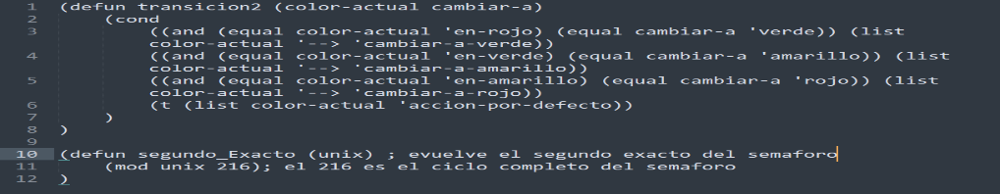 1 (defun transicion2 (color-actual cambiar-a)
2 (cond
3 ((and (equal color-actual 'en-rojo) (equal cambiar-a 'verde)) (list
color-actual '--> 'cambiar-a-verde))
4 ((and (equal color-actual 'en-verde) (equal cambiar-a 'amarillo)) (list
color-actual '--> 'cambiar-a-amarillo))
5 ((and (equal color-actual 'en-amarillo) (equal cambiar-a 'rojo)) (list
color-actual '--> 'cambiar-a-rojo))
6 (t (list color-actual 'accion-por-defecto))
7 )
8 )
9
10 (defun segundo_Exacto (unix) ; evuelve el segundo exacto del semaforo
11 (mod unix 216); el 216 es el ciclo completo del semaforo
12 )